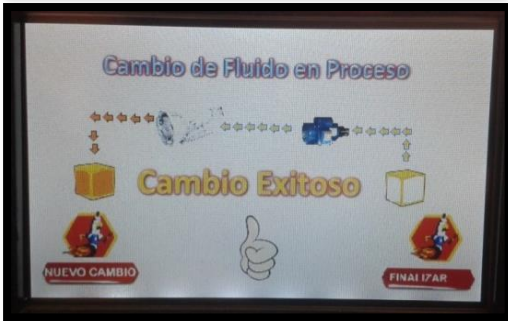 Cambio de Fluido en Proceso
Cambio Exitoso
NUEVO CAMBIO
FINALIZAR